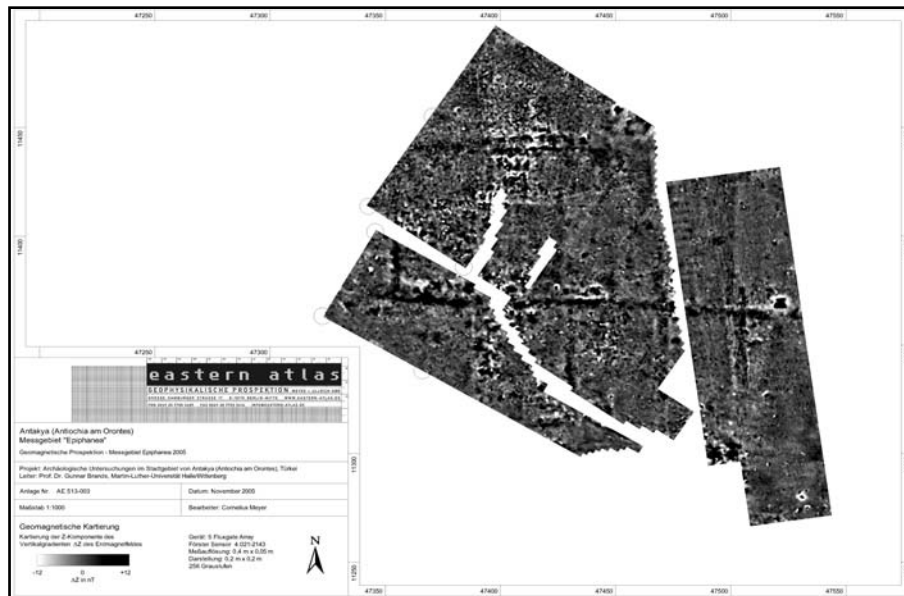 47250
47300
47350
47400
47450
47500
47550
11450
11450
11400
11400
47250
47300
eastern atlas
GEOPHYSIKALISCHE PROSPEKTION
Antakya (Antiochia am Orontes)
Messgebiet "Epiphanea"
Geomagnetische Prospektion - Messgebiet Epiphanea 2005
Projekt: Archäologische Untersuchungen im Stadtgebiet von Antakya (Antiochia am Orontes), Türkei
Leiter: Prof. Dr. Gunnar Brands, Martin-Luther-Universität Halle/Wittenberg
Anlage Nr. AE 513-003
Datum: November 2005
Maßstab 1:1000
Bearbeiter: Cornelius Meyer
Geomagnetische Kartierung
Kartierung der Z-Komponente des
Vertikalgradienten ΔZ des Erdmagnetfeldes
-12 0 +12
ΔZ in nT
Gerät: 5 Fluxgate Array
Förster Sensor 4.021-2143
Meßauflösung: 0,4 m x 0,05 m
Darstellung: 0,2 m x 0,2 m
256 Graustufen
N
11300
11300
11250
11250
47350
47400
47450
47500
47550